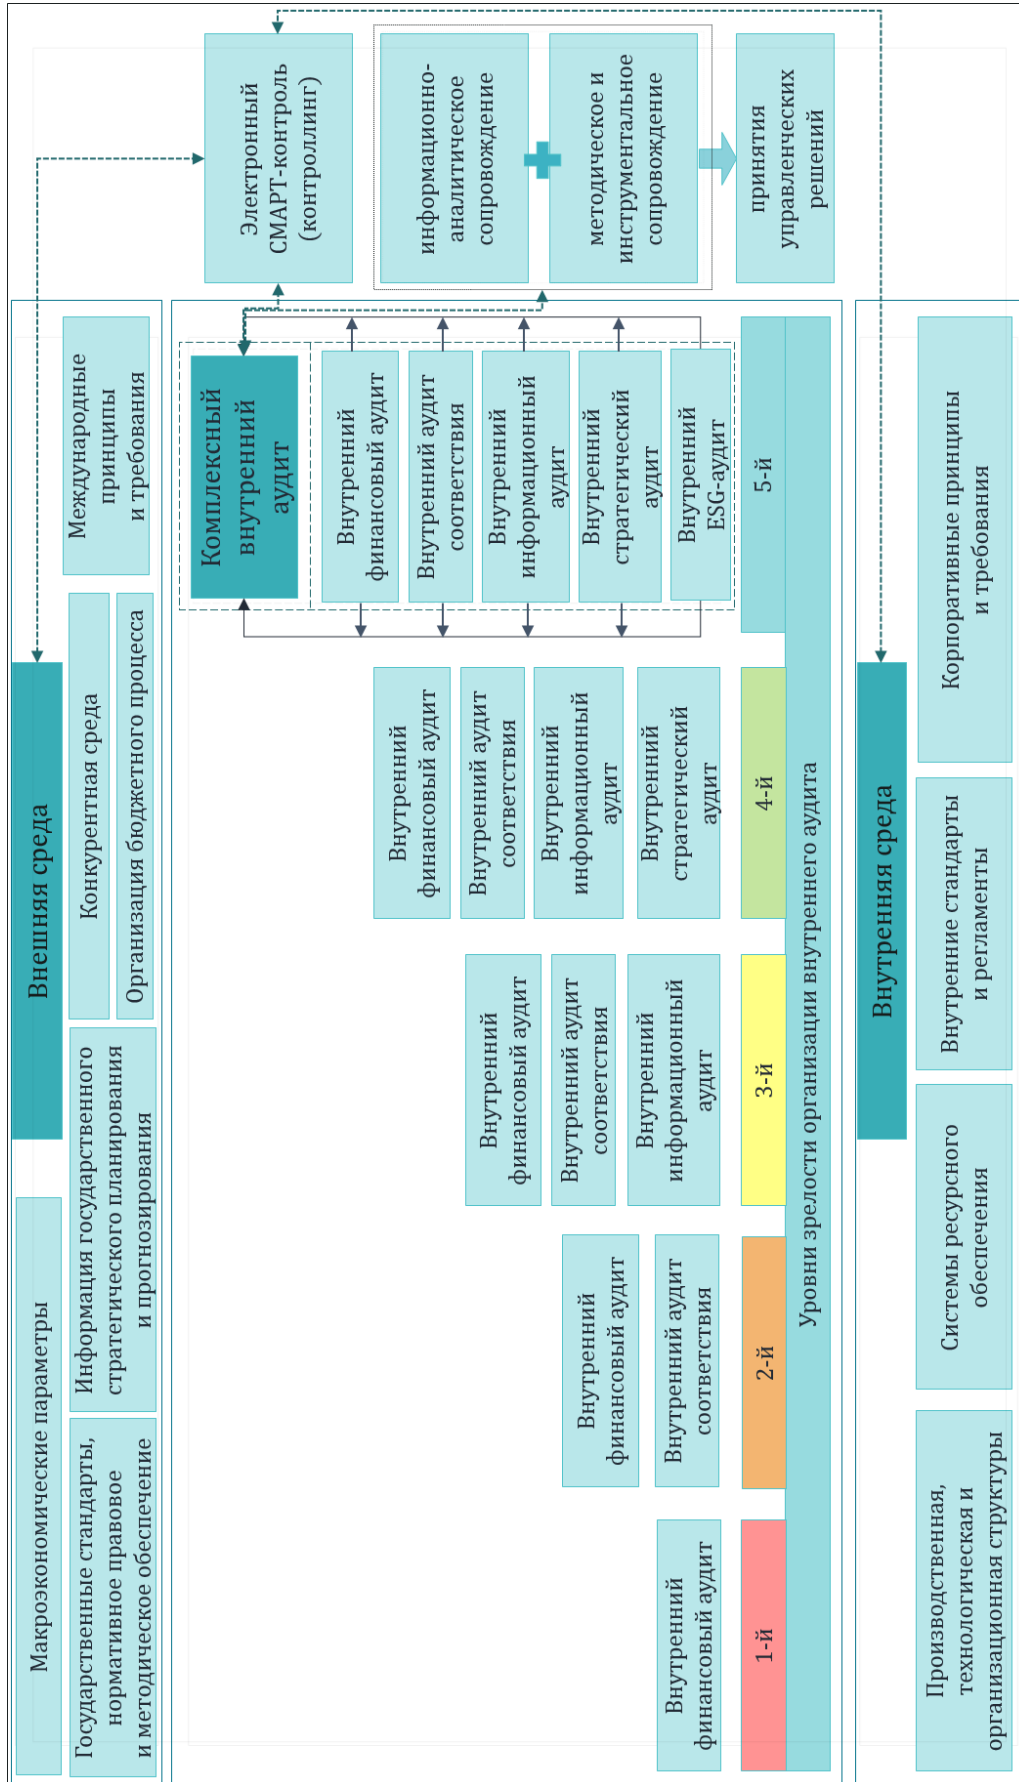 Внешняя среда
Макроэкономические параметры
Государственные стандарты,
нормативное правовое
и методическое обеспечение
Информация государственного
стратегического планирования
и прогнозирования
Конкурентная среда
Организация бюджетного процесса
Международные
принципы
и требования
Электронный
СМАРТ-контроль
(контроллинг)
информационно-
аналитическое
сопровождение
методическое и
инструментальное
сопровождение
принятия
управленческих
решений
Внутренний
финансовый аудит
1-й
Внутренний
финансовый аудит
Внутренний аудит
соответствия
2-й
Внутренний
финансовый аудит
Внутренний аудит
соответствия
Внутренний
информационный
аудит
3-й
Внутренний
финансовый аудит
Внутренний аудит
соответствия
Внутренний
информационный
аудит
Внутренний
стратегический
аудит
4-й
Комплексный
внутренний
аудит
Внутренний
финансовый аудит
Внутренний аудит
соответствия
Внутренний
информационный
аудит
Внутренний
стратегический
аудит
Внутренний
ESG-аудит
5-й
Уровни зрелости организации внутреннего аудита
Внутренняя среда
Производственная,
технологическая и
организационная структуры
Системы ресурсного
обеспечения
Внутренние стандарты
и регламенты
Корпоративные принципы
и требования